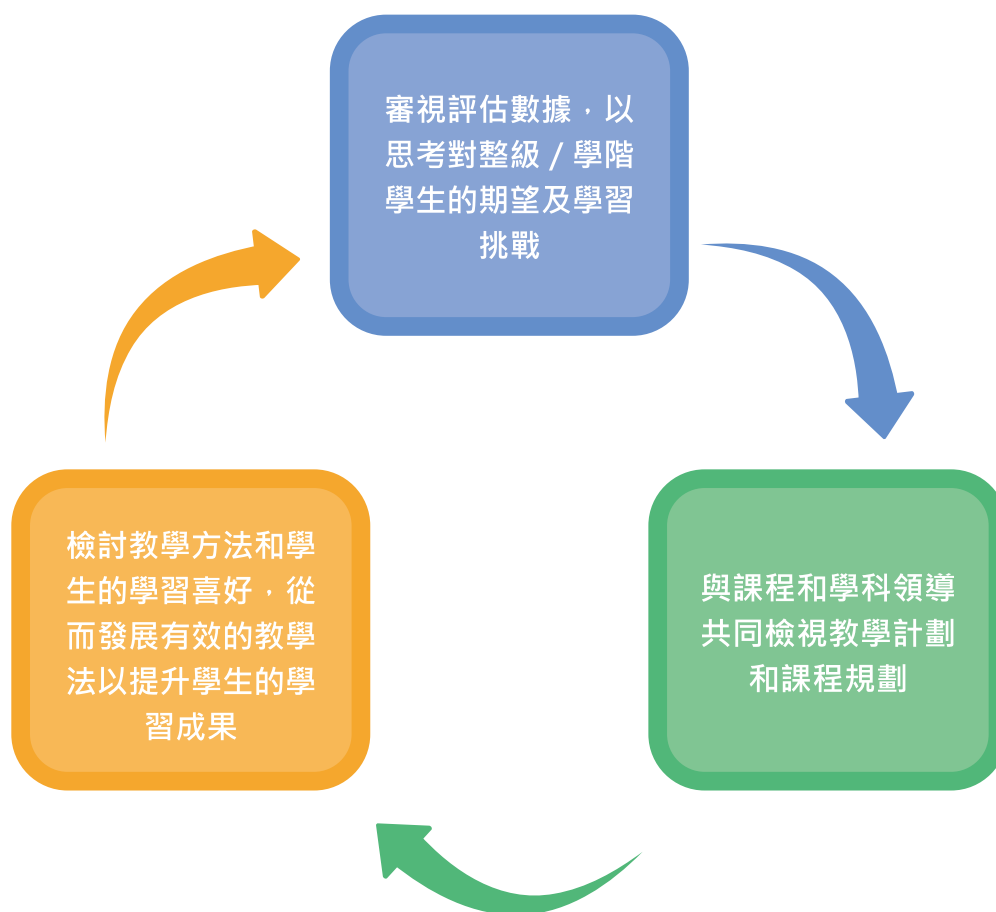 審視評估數據，以
思考對整級 / 學階
學生的期望及學習
挑戰
與課程和學科領導
共同檢視教學計劃
和課程規劃
檢討教學方法和學
生的學習喜好，從
而發展有效的教學
法以提升學生的學
習成果